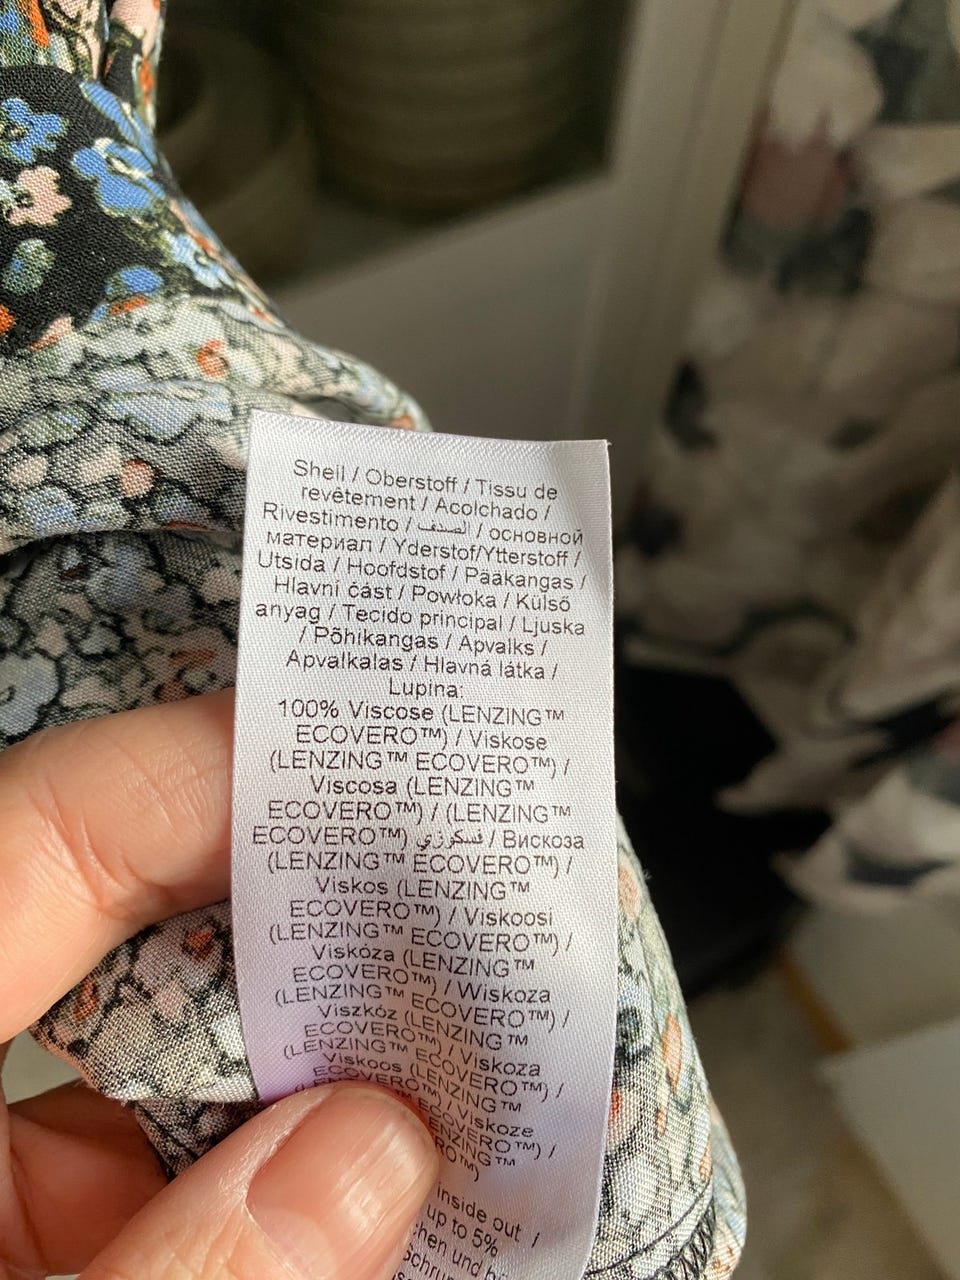 Shell / Oberstoff / Tissu de
revêtement / Acolchado /
Rivestimento / الصدف / основной
материал / Yderstof/Ytterstoff /
Utsida / Hoofdstof / Pääkangas /
Hlavní část / Powłoka / Külső
anyag / Tecido principal / Ljuska
/ Põhikangas / Apvalks /
Apvalkalas / Hlavná látka /
Lupina:
100% Viscose (LENZING™
ECOVERO™) / Viskose
(LENZING™ ECOVERO™) /
Viscosa (LENZING™
ECOVERO™) / (LENZING™
ECOVERO™) فسكوزي / Вискоза
(LENZING™ ECOVERO™) /
Viskos (LENZING™
ECOVERO™) / Viskoosi
(LENZING™ ECOVERO™) /
Viskóza (LENZING™
ECOVERO™) / Wiskoza
(LENZING™ ECOVERO™) /
Viszkóz (LENZING™
ECOVERO™) / Viskoza
(LENZING™ ECOVERO™) /
Viskoos (LENZING™
ECOVERO™) / Viskoze
ECOVERO™) /
inside out /
up to 5%
und